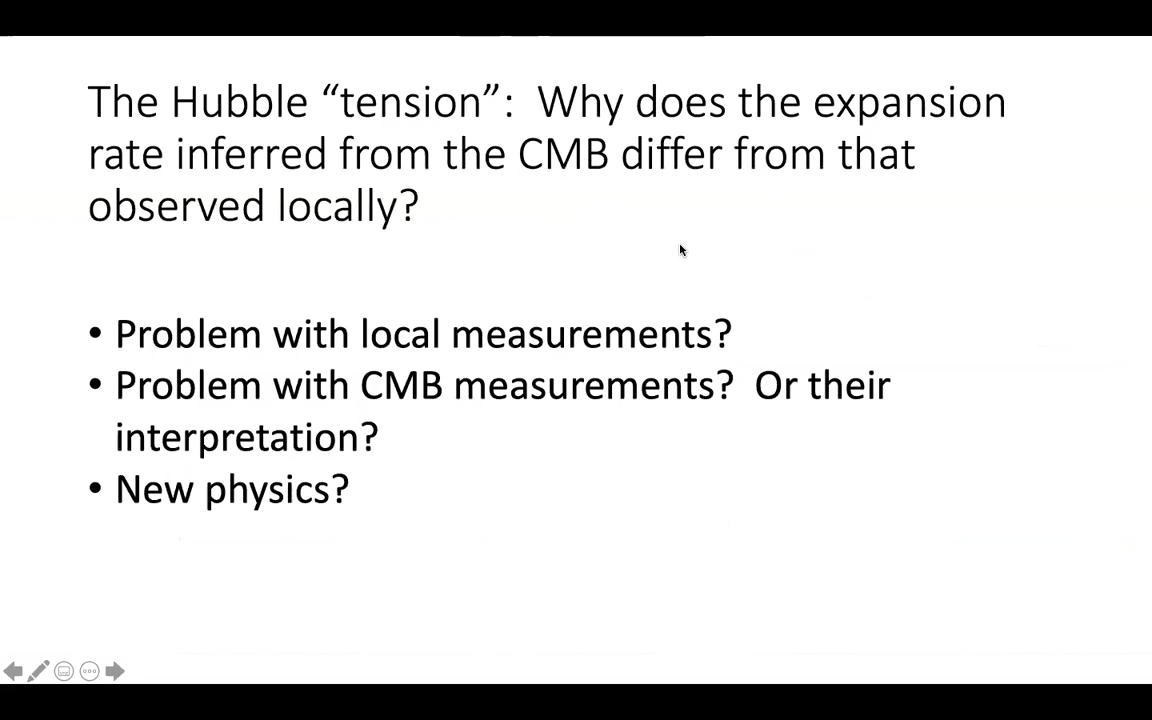 The Hubble “tension”:  Why does the expansion
rate inferred from the CMB differ from that
observed locally?
• Problem with local measurements?
• Problem with CMB measurements?  Or their
interpretation?
• New physics?